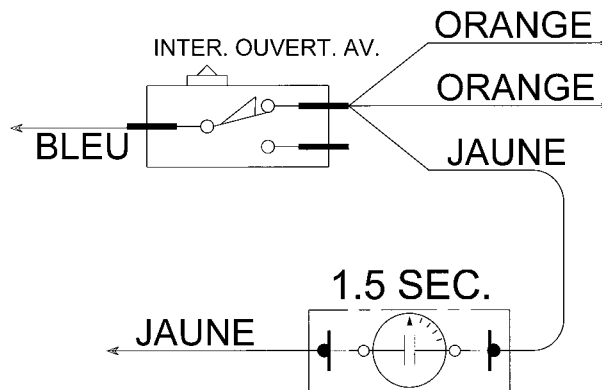 ORANGE
INTER. OUVERT. AV.
ORANGE
BLEU
JAUNE
1.5 SEC.
JAUNE